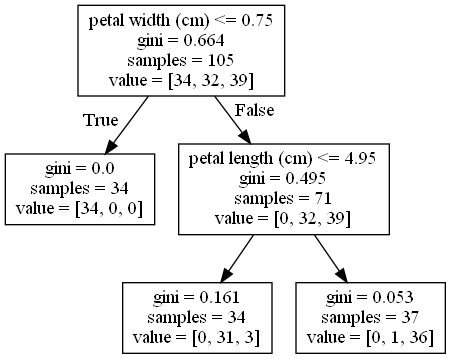 petal width (cm) <= 0.75
gini = 0.664
samples = 105
value = [34, 32, 39]
True
False
gini = 0.0
samples = 34
value = [34, 0, 0]
petal length (cm) <= 4.95
gini = 0.495
samples = 71
value = [0, 32, 39]
gini = 0.161
samples = 34
value = [0, 31, 3]
gini = 0.053
samples = 37
value = [0, 1, 36]